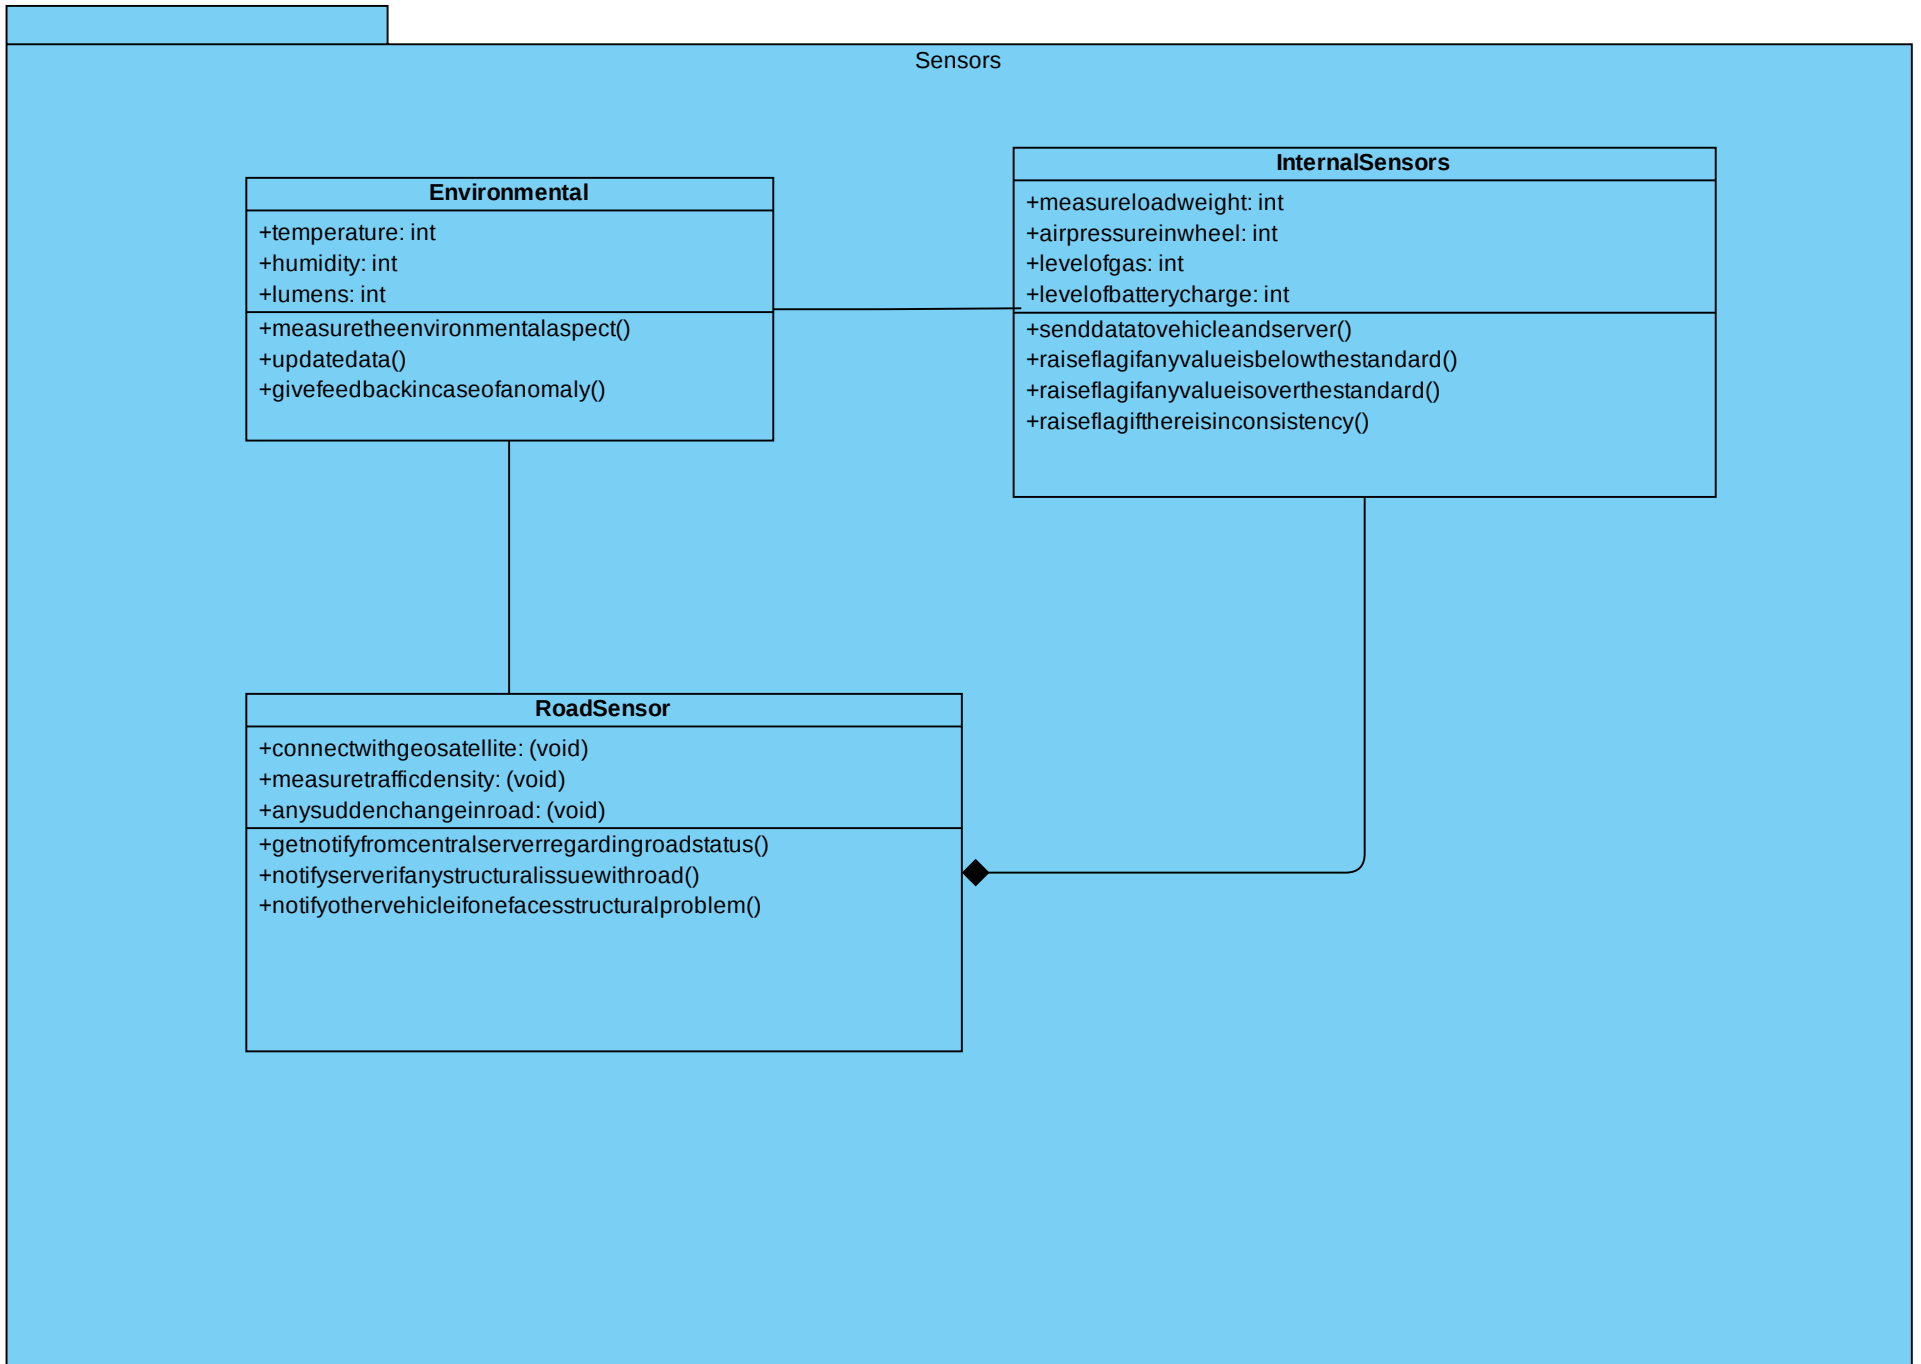 Sensors
Environmental
+temperature: int
+humidity: int
+lumens: int
+measuretheenvironmentalaspect()
+updatedata()
+givefeedbackincaseofanomaly()
InternalSensors
+measureloadweight: int
+airpressureinwheel: int
+levelofgas: int
+levelofbatterycharge: int
+senddatatovehicleandserver()
+raiseflagifanyvalueisbelowthestandard()
+raiseflagifanyvalueisoverthestandard()
+raiseflagifthereisinconsistency()
RoadSensor
+connectwithgeosatellite: (void)
+measuretrafficdensity: (void)
+anysuddenchangeinroad: (void)
+getnotifyfromcentralserverregardingroadstatus()
+notifyserverifanystructuralissuewithroad()
+notifyothervehicleifonefacesstructuralproblem()